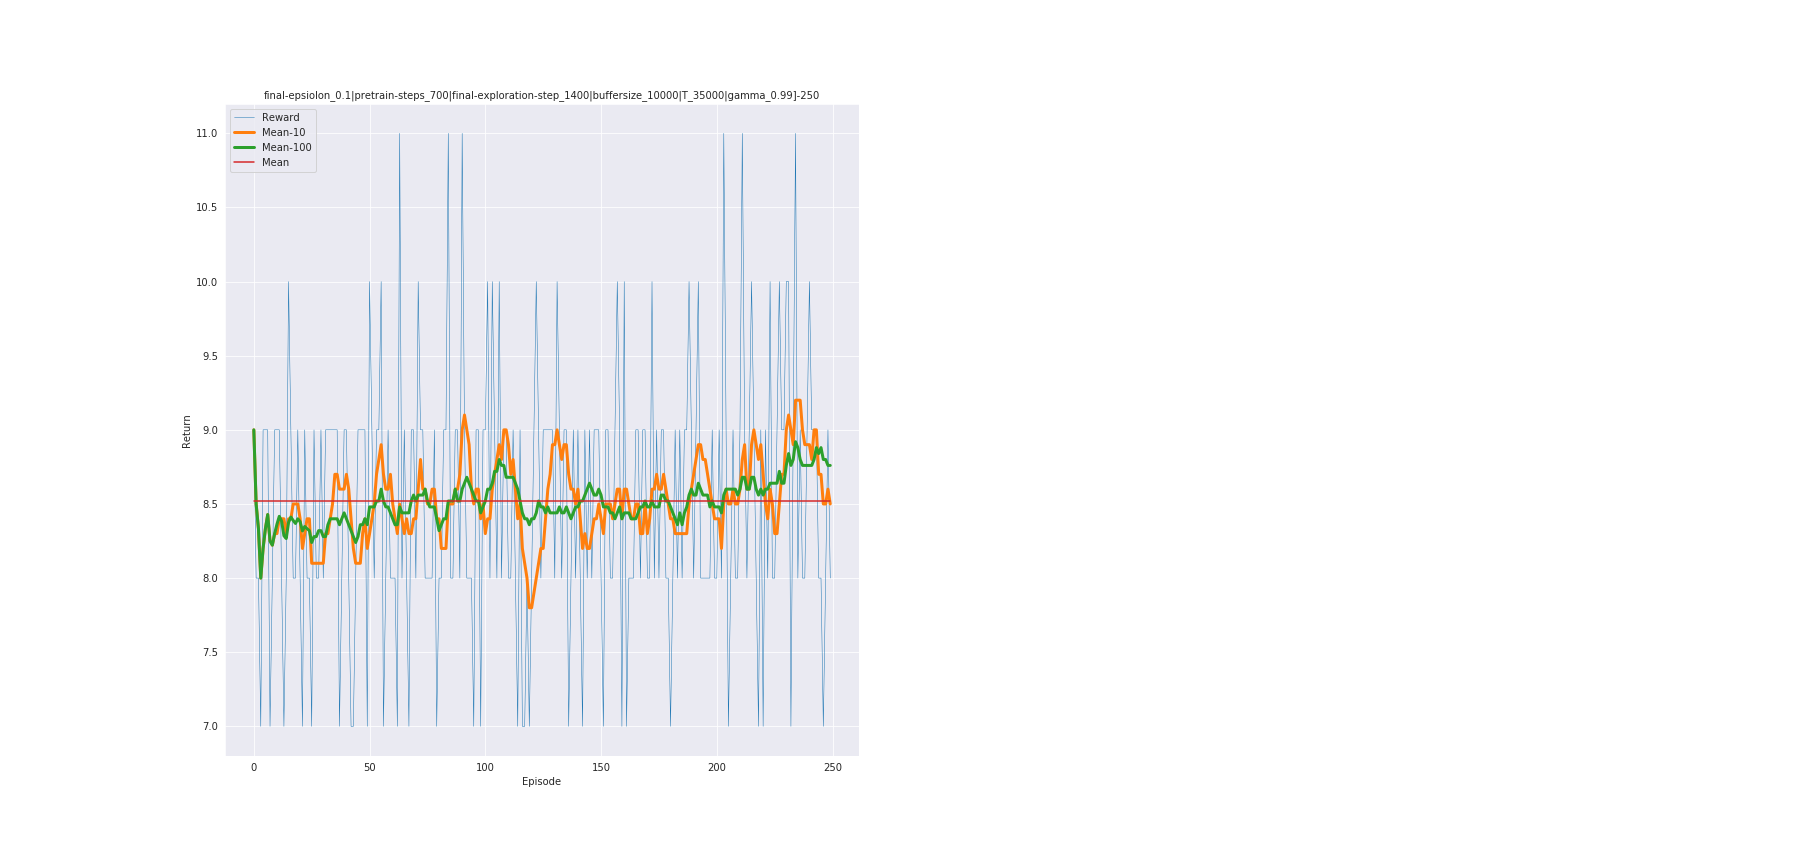 final-epsiolon_0.1|pretrain-steps_700|final-exploration-step_1400|buffersize_10000|T_35000|gamma_0.99]-250
Reward
Mean-10
Mean-100
Mean
11.0
10.5
10.0
9.5
9.0
8.5
8.0
7.5
7.0
Return
0 50 100 150 200 250
Episode